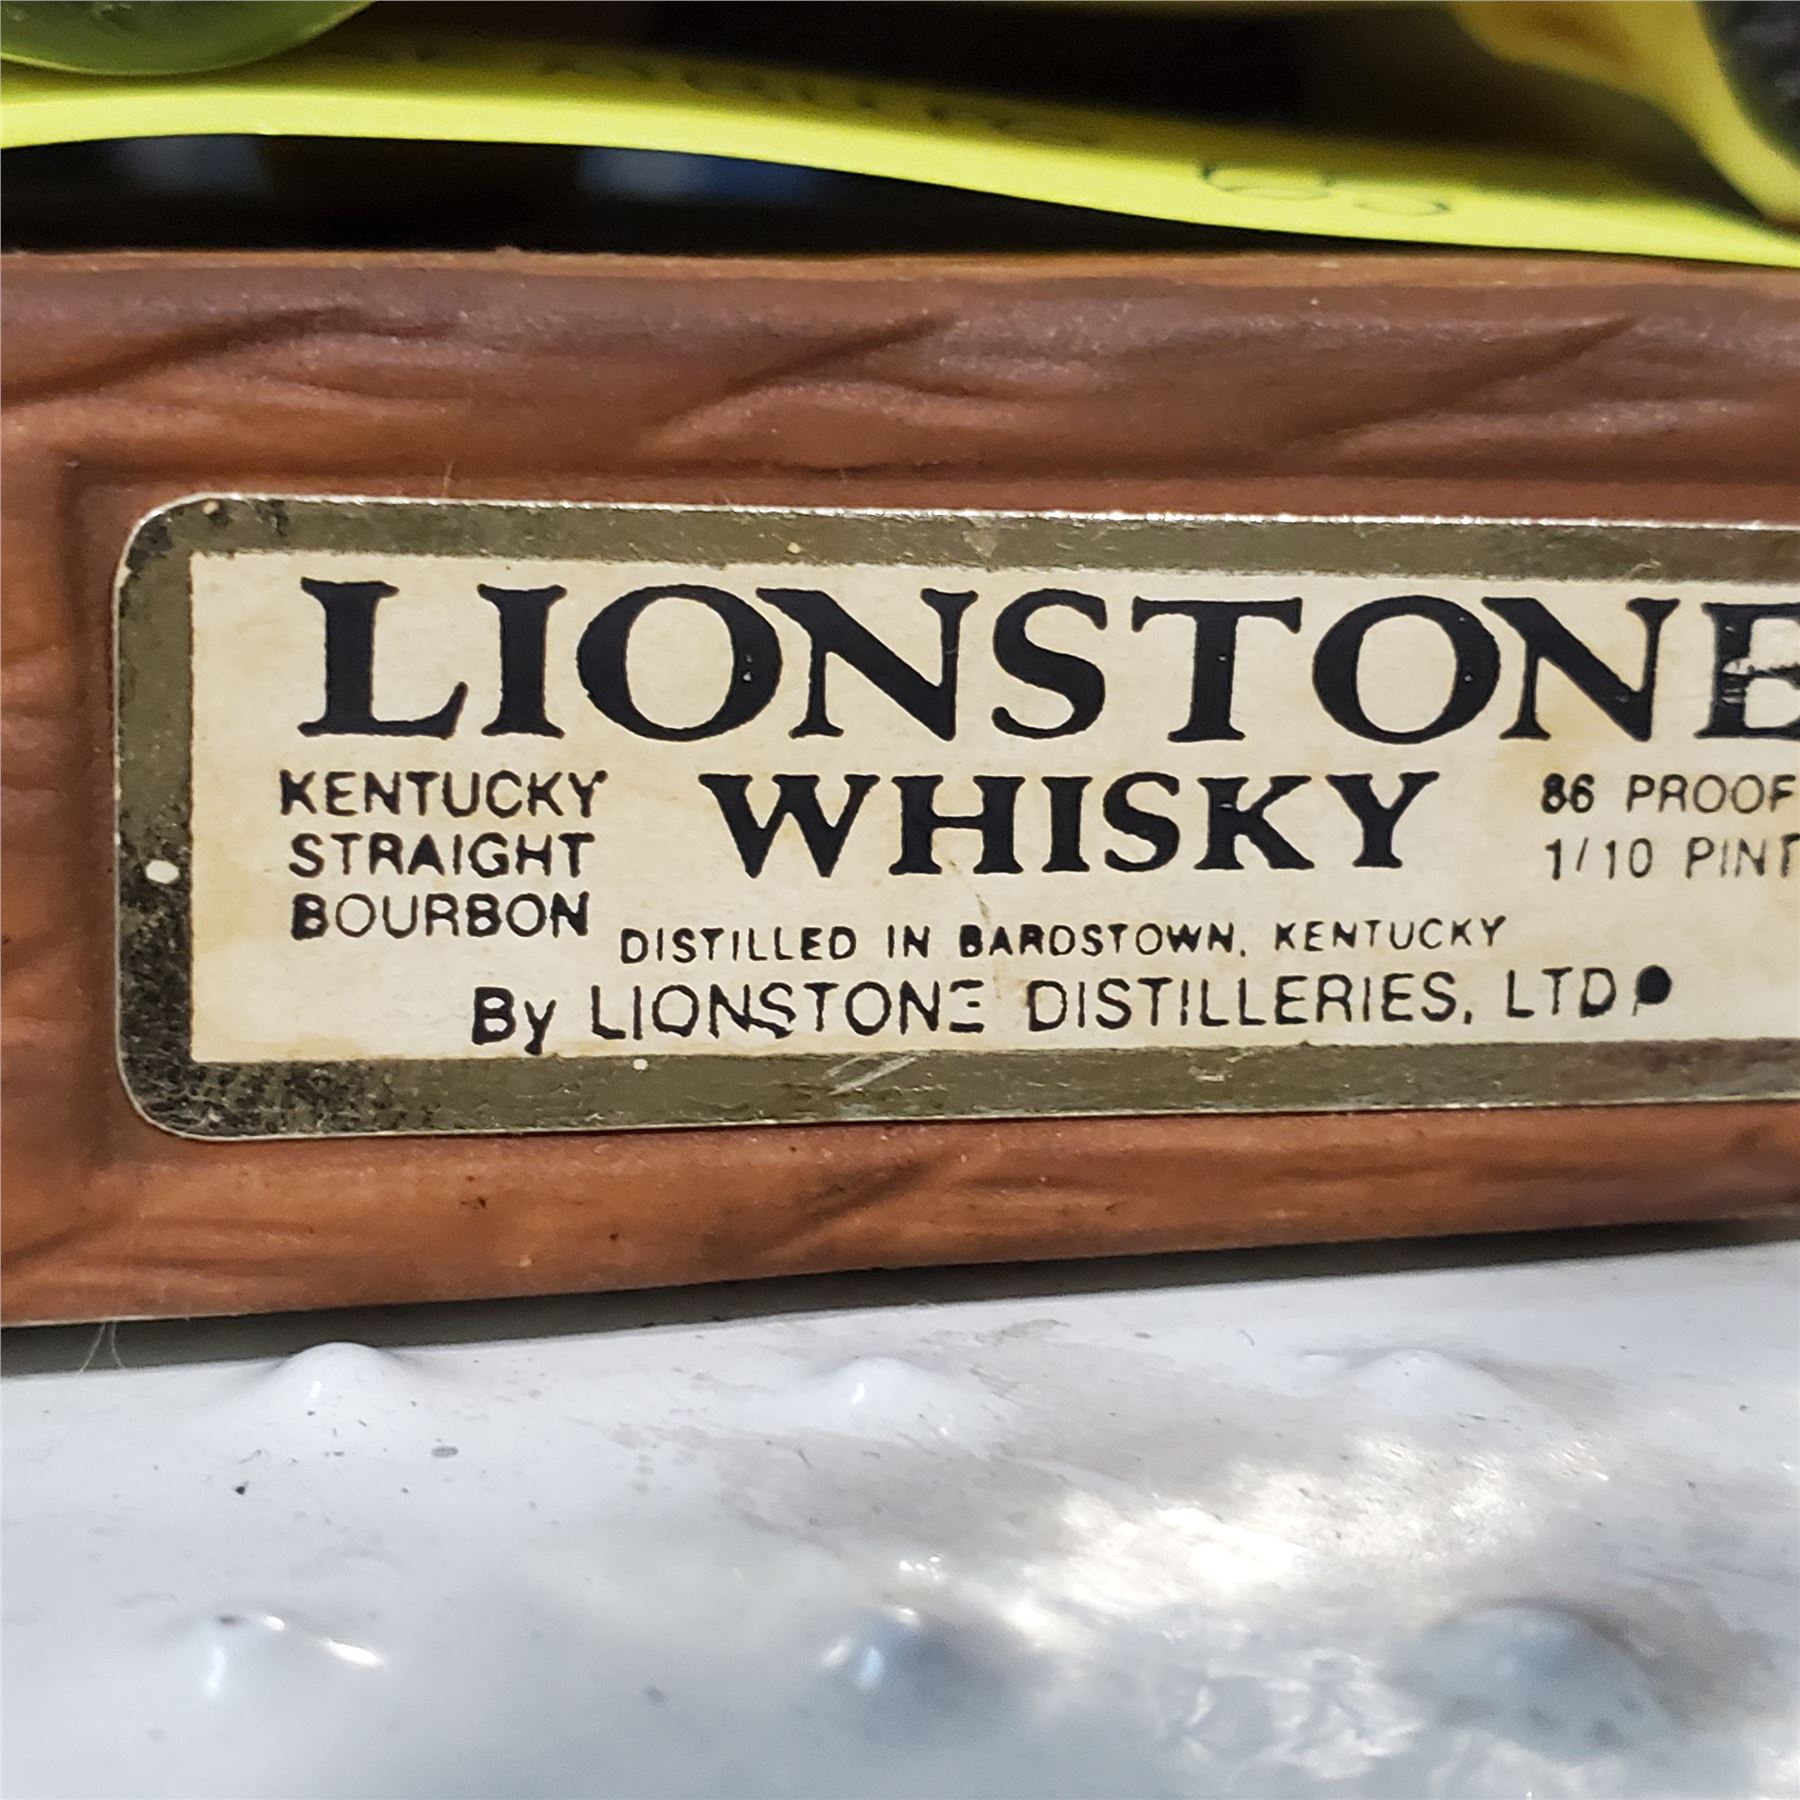 LIONSTONE
KENTUCKY STRAIGHT BOURBON
WHISKY
86 PROOF
1/10 PINT
DISTILLED IN BARDSTOWN, KENTUCKY
By LIONSTONE DISTILLERIES, LTD.